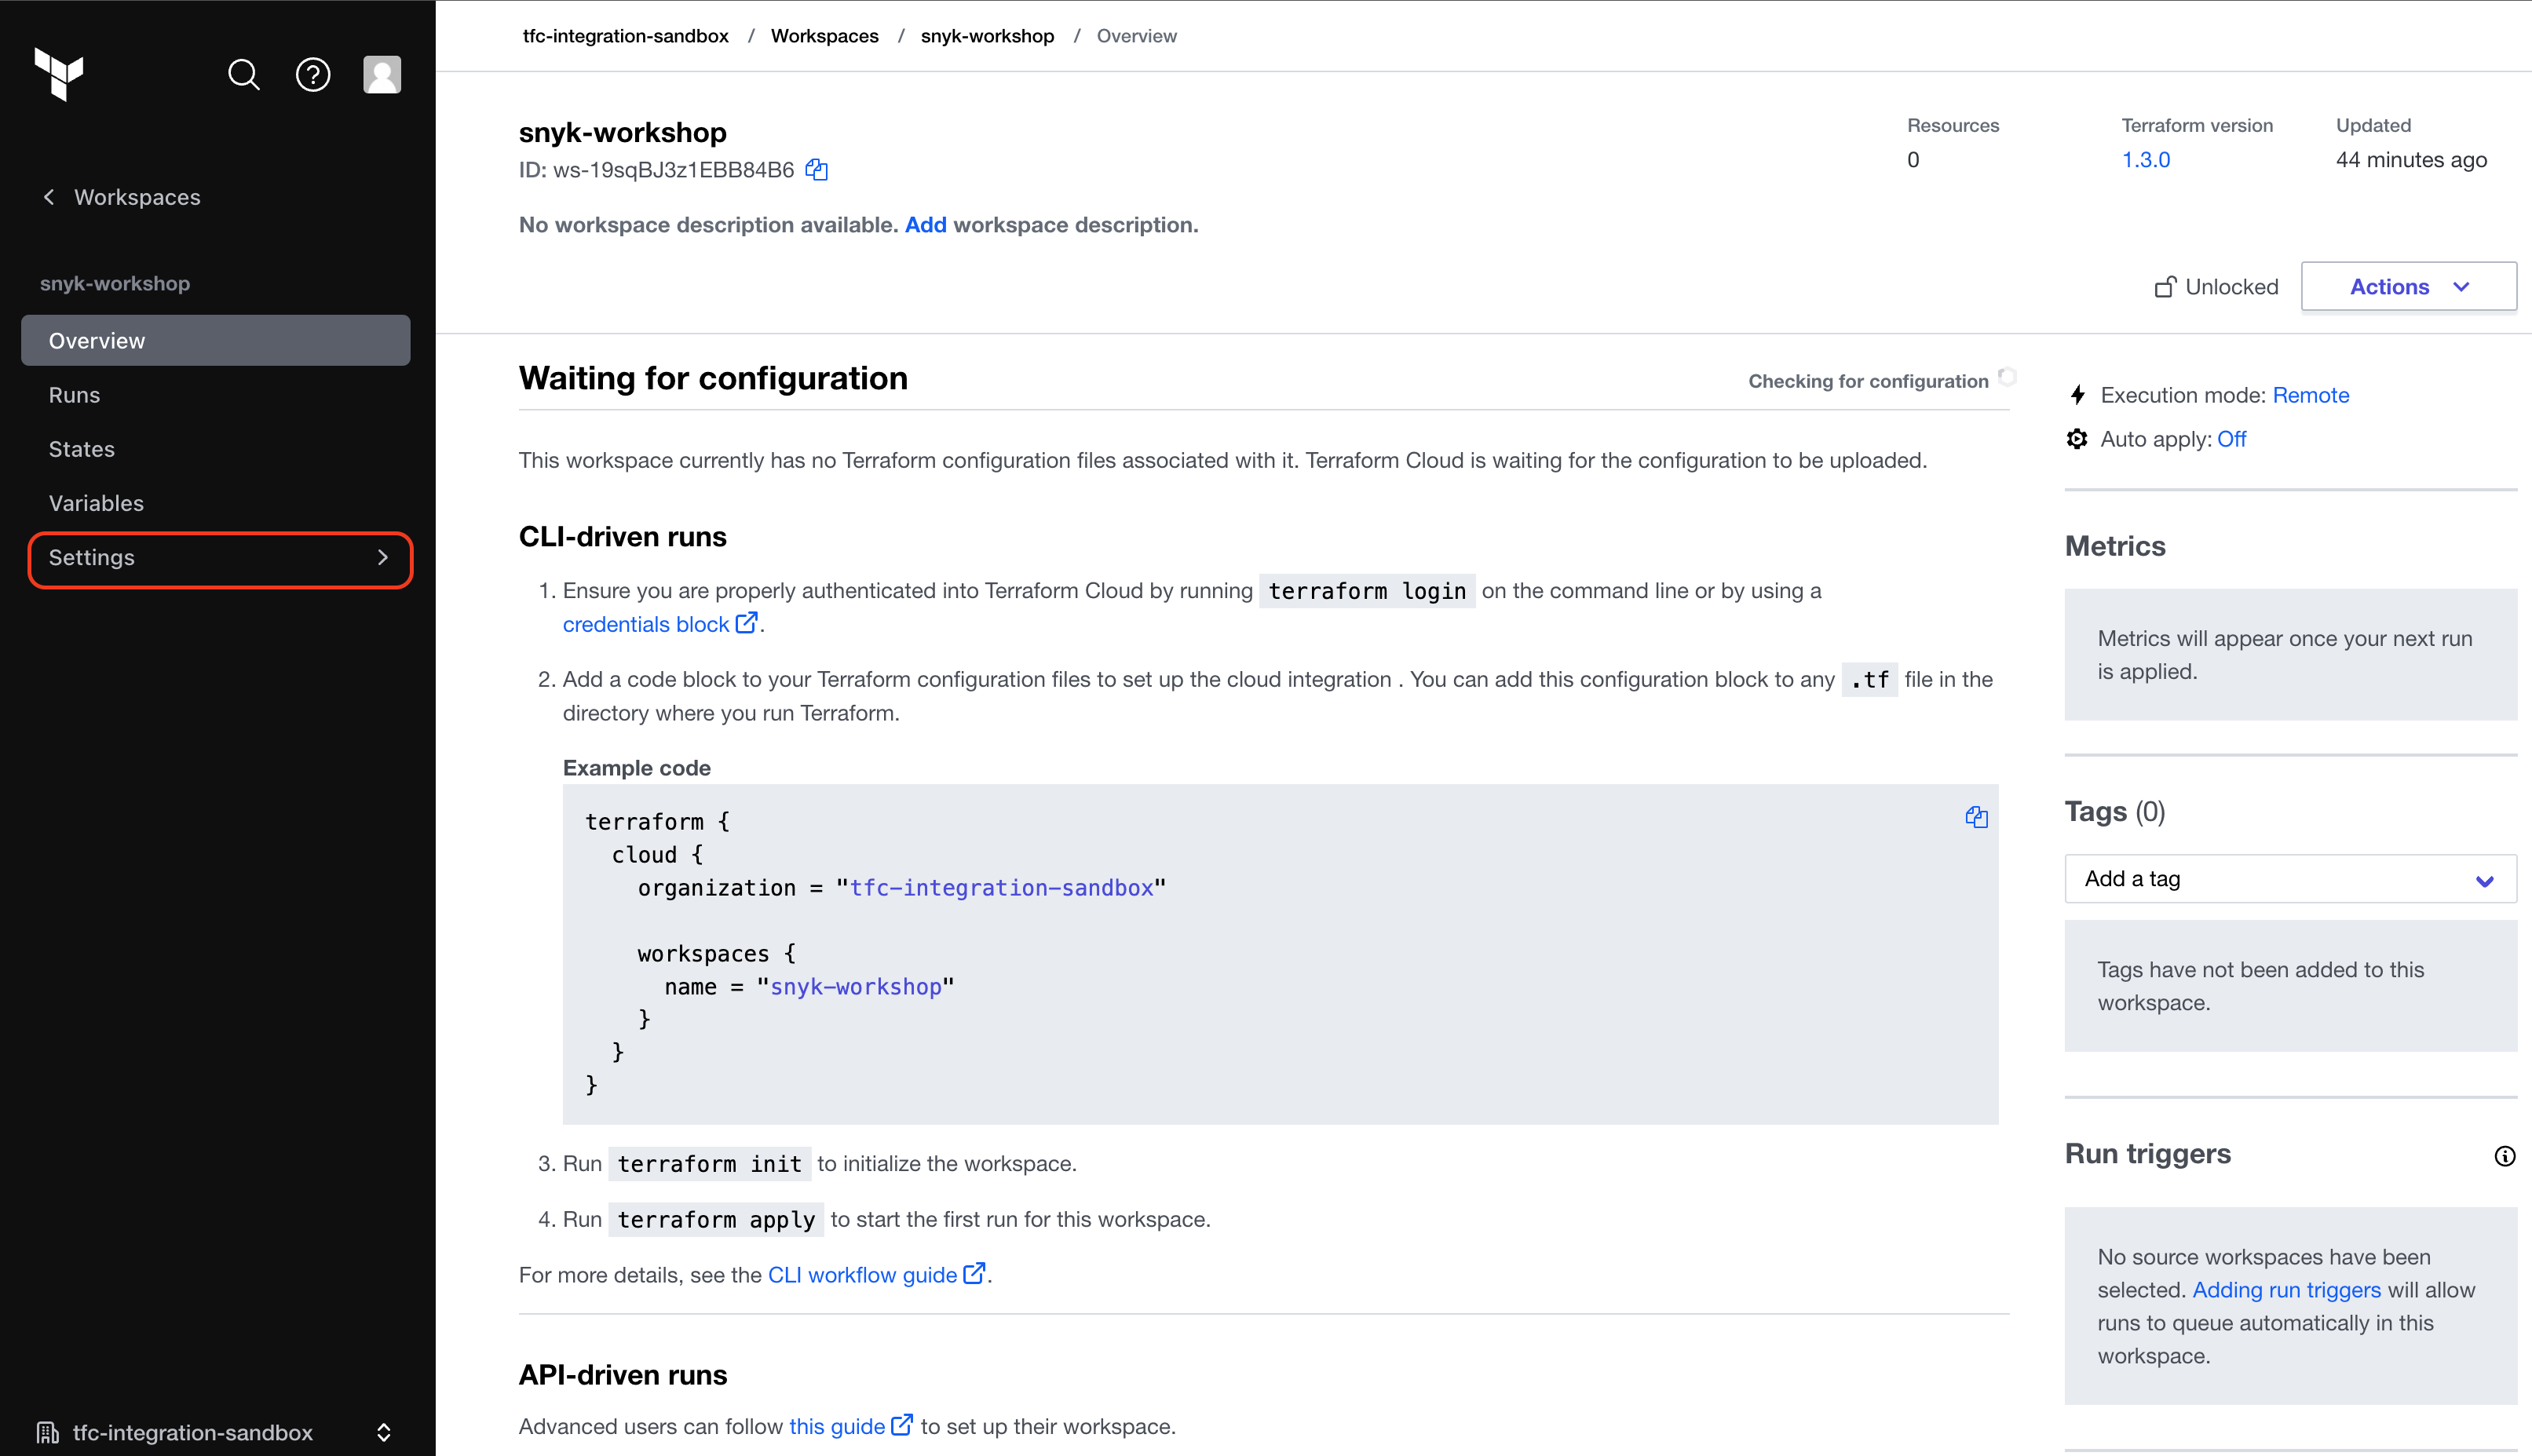 Workspaces
snyk-workshop
Overview
Runs
States
Variables
Settings
tfc-integration-sandbox
tfc-integration-sandbox / Workspaces / snyk-workshop / Overview
snyk-workshop
ID: ws-19sqBJ3z1EBB84B6
No workspace description available. Add workspace description.
Resources
0
Terraform version
1.3.0
Updated
44 minutes ago
Unlocked
Actions
Waiting for configuration
Checking for configuration
This workspace currently has no Terraform configuration files associated with it. Terraform Cloud is waiting for the configuration to be uploaded.
CLI-driven runs
1. Ensure you are properly authenticated into Terraform Cloud by running terraform login on the command line or by using a
credentials block.
2. Add a code block to your Terraform configuration files to set up the cloud integration . You can add this configuration block to any .tf file in the
directory where you run Terraform.
Example code
terraform {
cloud {
organization = "tfc-integration-sandbox"
workspaces {
name = "snyk-workshop"
}
}
}
3. Run terraform init to initialize the workspace.
4. Run terraform apply to start the first run for this workspace.
For more details, see the CLI workflow guide.
API-driven runs
Advanced users can follow this guide to set up their workspace.
Execution mode: Remote
Auto apply: Off
Metrics
Metrics will appear once your next run
is applied.
Tags (0)
Add a tag
Tags have not been added to this
workspace.
Run triggers
No source workspaces have been
selected. Adding run triggers will allow
runs to queue automatically in this
workspace.